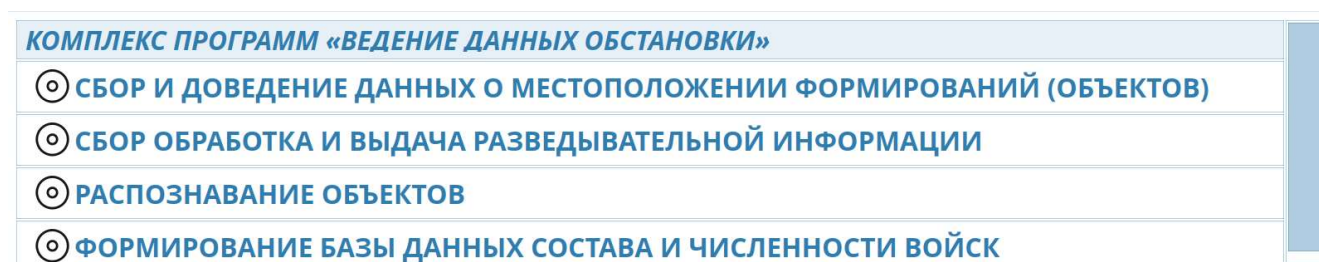 КОМПЛЕКС ПРОГРАММ «ВЕДЕНИЕ ДАННЫХ ОБСТАНОВКИ»
СБОР И ДОВЕДЕНИЕ ДАННЫХ О МЕСТОПОЛОЖЕНИИ ФОРМИРОВАНИЙ (ОБЪЕКТОВ)
СБОР ОБРАБОТКА И ВЫДАЧА РАЗВЕДЫВАТЕЛЬНОЙ ИНФОРМАЦИИ
РАСПОЗНАВАНИЕ ОБЪЕКТОВ
ФОРМИРОВАНИЕ БАЗЫ ДАННЫХ СОСТАВА И ЧИСЛЕННОСТИ ВОЙСК